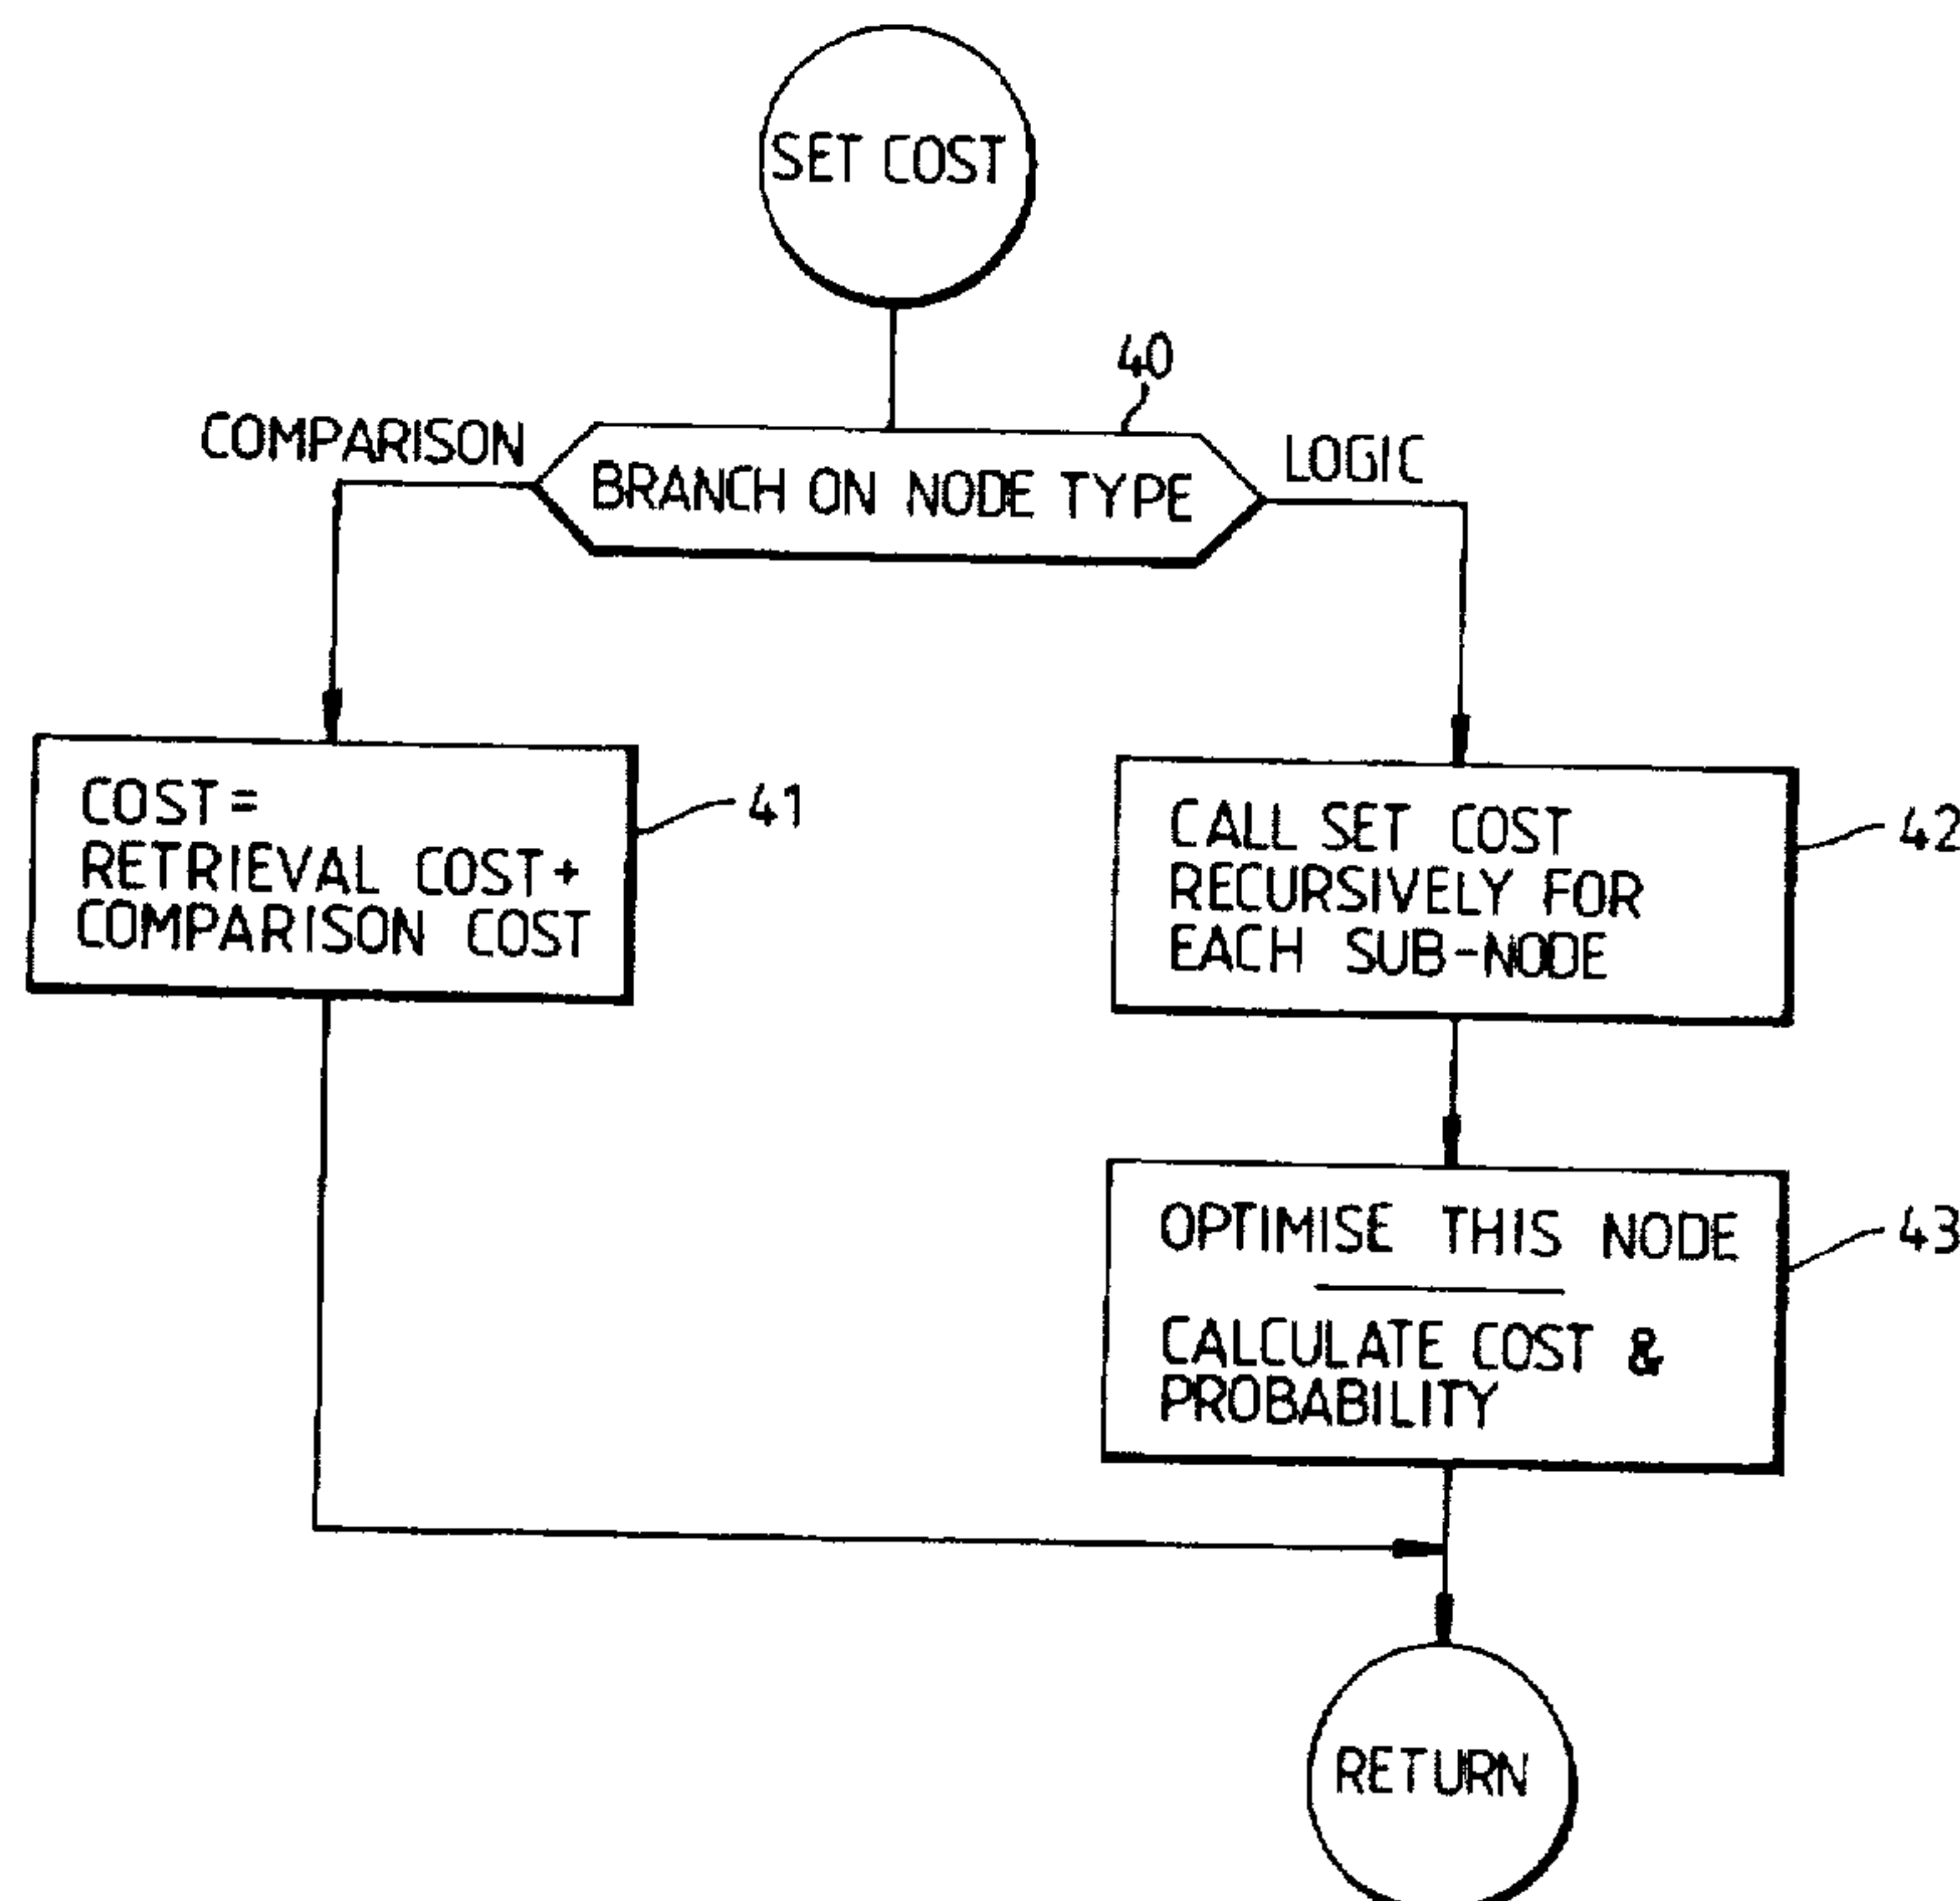 SET COST
40
COMPARISON
BRANCH ON NODE TYPE
LOGIC
COST=
RETRIEVAL COST+
COMPARISON COST
41
CALL SET COST
RECURSIVELY FOR
EACH SUB-NODE
42
OPTIMISE THIS NODE
CALCULATE COST &
PROBABILITY
43
RETURN